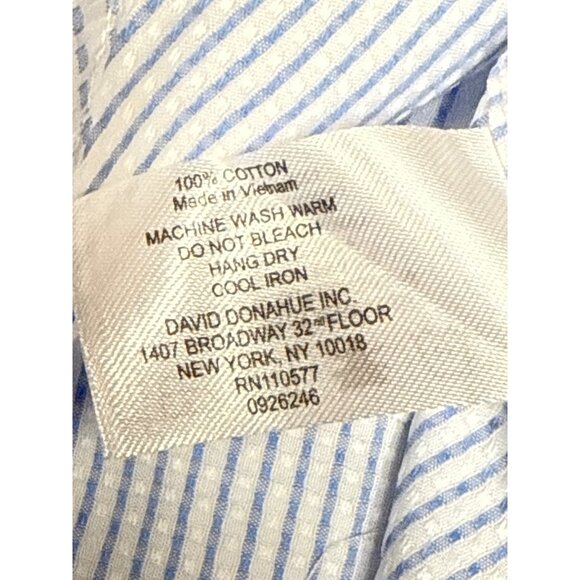 100% COTTON
Made in Vietnam
MACHINE WASH WARM
DO NOT BLEACH
HANG DRY
COOL IRON
DAVID DONAHUE INC.
1407 BROADWAY 32nd FLOOR
NEW YORK, NY 10018
RN110577
0926246